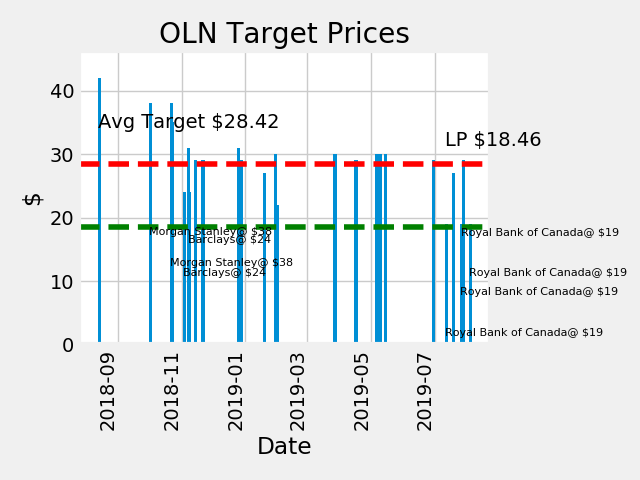 OLN Target Prices
40
Avg Target $28.42
LP $18.46
30
$
20
Morgan Stanley@ $38
Royal Bank of Canada@ $19
Barclays@ $24
Morgan Stanley@ $38
10
Barclays@ $24
Royal Bank of Canada@ $19
Royal Bank of Canada@ $19
Royal Bank of Canada@ $19
0
2018-09
2018-11
2019-01
2019-03
2019-05
2019-07
Date